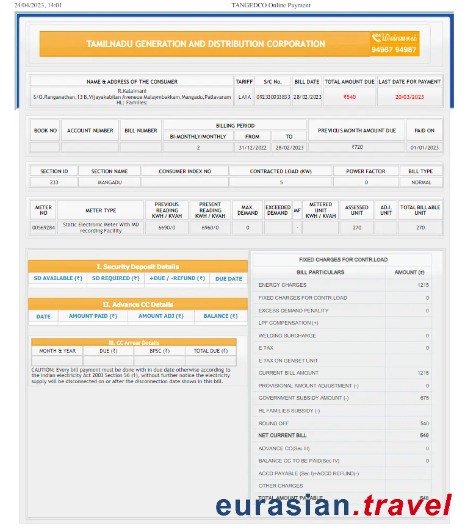 24/04/2023, 14:01 TANGEDCO Online Payment
TAMILNADU GENERATION AND DISTRIBUTION CORPORATION
94987 94987
NAME & ADDRESS OF THE CONSUMER TARIFF S/C No. BILL DATE TOTAL AMOUNT DUE LAST DATE FOR PAYMENT
R.Kalaimani
S/O.Ranganathan,13B,Vijayakabilan Avenue Malayambakkam,Mangadu,Pallavaram LA1A 28/02/2023 ₹540 20/03/2023
HL: Families:
BOOK NO ACCOUNT NUMBER BILL NUMBER BILLING PERIOD PREVIOUS MONTH AMOUNT DUE PAID ON
BI-MONTHLY/MONTHLY FROM TO
2 31/12/2022 28/02/2023 ₹720 01/01/2023
SECTION ID SECTION NAME CONSUMER INDEX NO CONTRACTED LOAD (KW) POWER FACTOR BILL TYPE
233 MANGADU 5 0 NORMAL
METER NO METER TYPE PREVIOUS READING KWH / KVAH PRESENT READING KWH / KVAH MAX. DEMAND EXCEEDED DEMAND MF METERED UNIT KWH / KVAH ASSESSED UNIT ADJ. UNIT TOTAL BILLABLE UNIT
00569284 Static Electronic Meter With MD recording Facility 6690/0 6960/0 0 - 270 270
I. Security Deposit Details
SD AVAILABLE (₹) SD REQUIRED (₹) +DUE / -REFUND (₹) DUE DATE
II. Advance CC Details
DATE AMOUNT PAID (₹) AMOUNT ADJ (₹) BALANCE (₹)
III. CC Arrear Details
MONTH & YEAR DUE (₹) BPSC (₹) TOTAL DUE (₹)
CAUTION: Every bill payment must be done with in due date otherwise according to
the Indian electricity Act 2003 Section 56 (1), without further notice the electricity
supply will be disconnected on or after the disconnection date shown in this bill.
FIXED CHARGES FOR CONTR.LOAD
BILL PARTICULARS AMOUNT (₹)
ENERGY CHARGES 1215
FIXED CHARGES FOR CONTR.LOAD 0
EXCESS DEMAND PENALITY 0
LPF COMPENSATION(+)
WELDING SURCHARGE 0
E TAX 0
E TAX ON GENSET UNIT
CURRENT BILL AMOUNT 1215
PROVISIONAL AMOUNT ADJUSTMENT (-) 0
GOVERNMENT SUBSIDY AMOUNT (-) 675
HL FAMILIES SUBSIDY (-)
ROUND OFF 540
NET CURRENT BILL 540
ADVANCE CC(Sec III) 0
BALANCE CC TO BE PAID(Sec IV) 0
ACCD PAYABLE (Sec I)+ACCD REFUND(-)
OTHER CHARGES
TOTAL AMOUNT PAYABLE 540
eurasian.travel